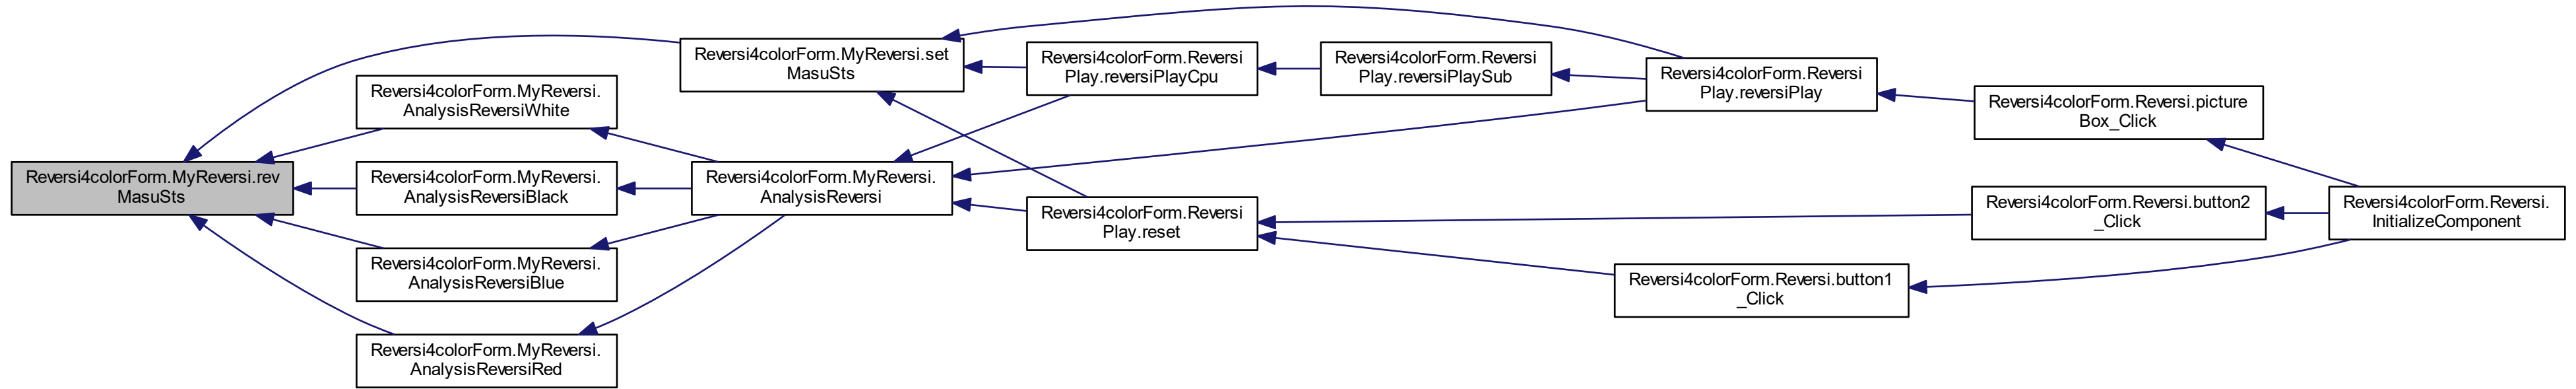 Reversi4colorForm.MyReversi.rev
MasuSts
Reversi4colorForm.MyReversi.set
MasuSts
Reversi4colorForm.MyReversi.
AnalysisReversiWhite
Reversi4colorForm.MyReversi.
AnalysisReversiBlack
Reversi4colorForm.MyReversi.
AnalysisReversiBlue
Reversi4colorForm.MyReversi.
AnalysisReversiRed
Reversi4colorForm.MyReversi.
AnalysisReversi
Reversi4colorForm.Reversi
Play.reversiPlayCpu
Reversi4colorForm.Reversi
Play.reset
Reversi4colorForm.Reversi
Play.reversiPlaySub
Reversi4colorForm.Reversi
Play.reversiPlay
Reversi4colorForm.Reversi.button1
_Click
Reversi4colorForm.Reversi.picture
Box_Click
Reversi4colorForm.Reversi.button2
_Click
Reversi4colorForm.Reversi.
InitializeComponent